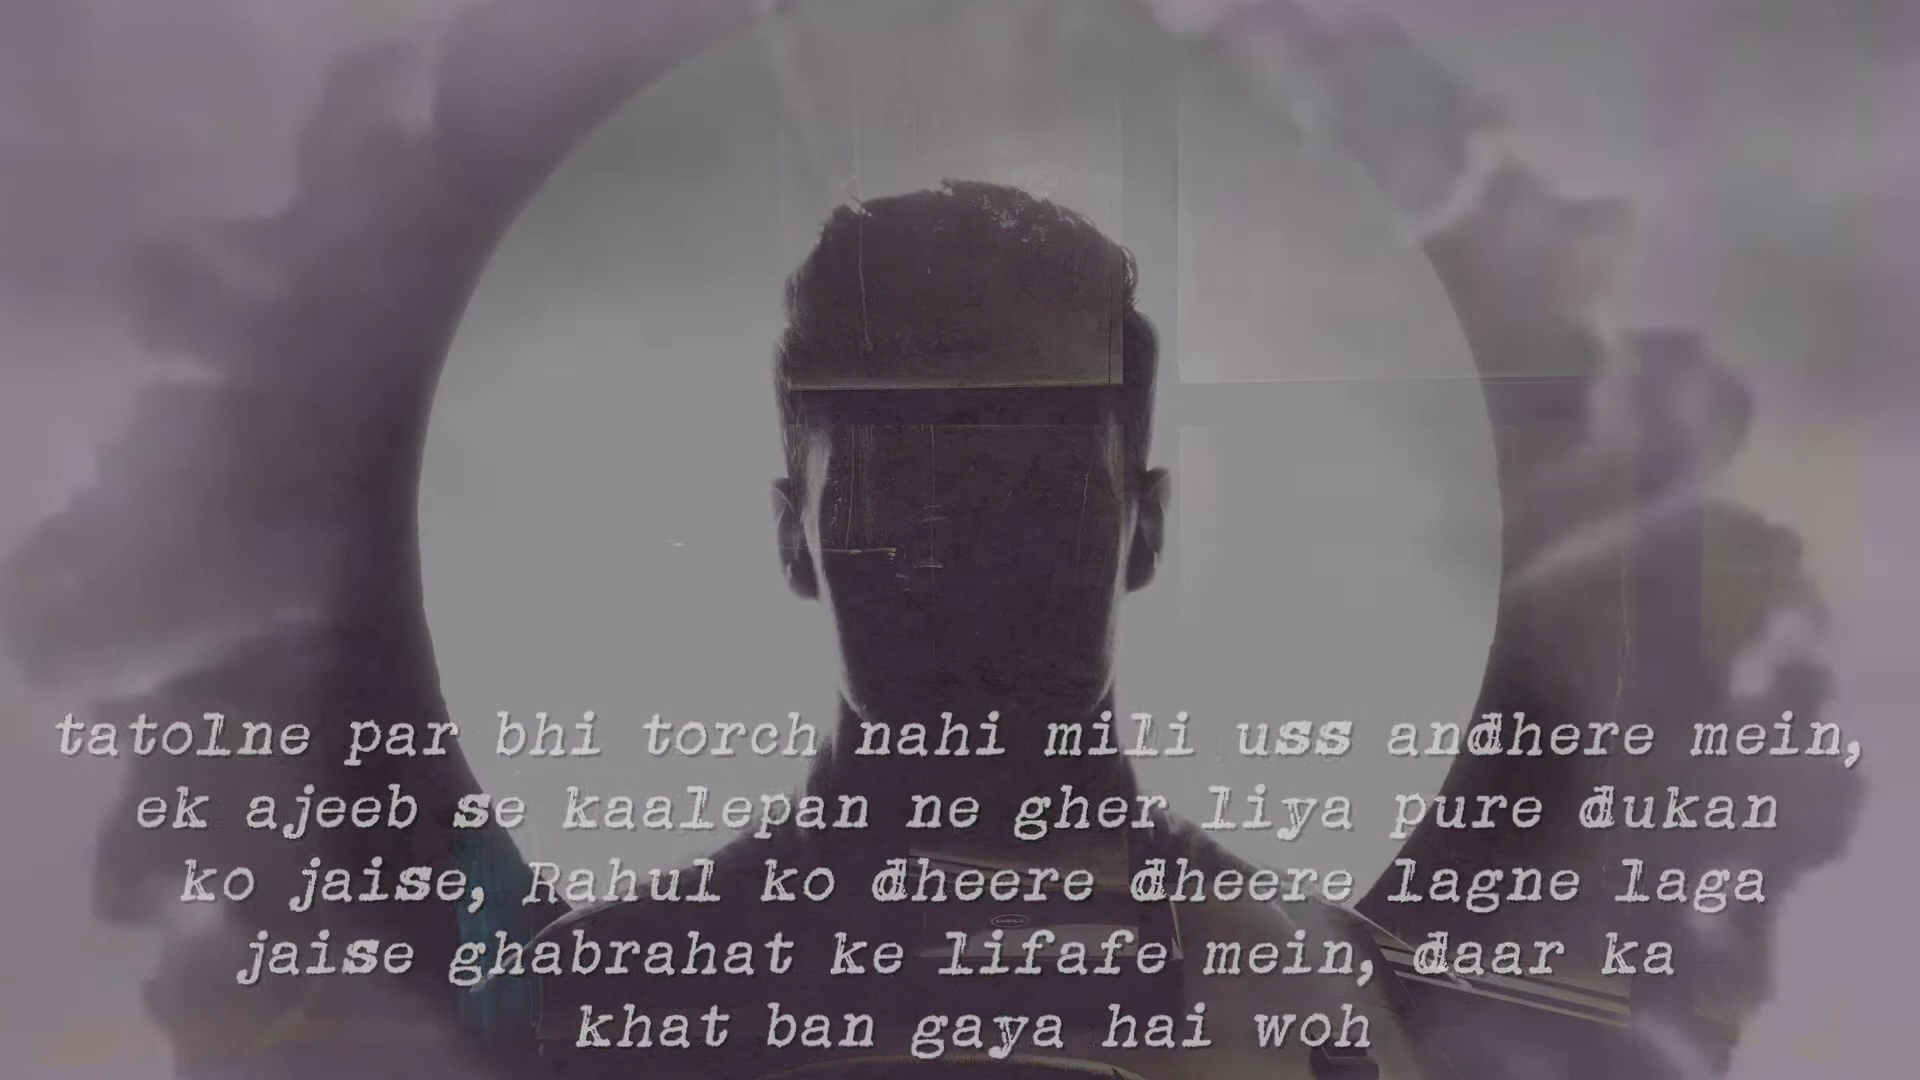 tatolne par bhi torch nahi mili uss andhere mein,
ek ajeeb se kaalepan ne gher liya pure dukan
ko jaise, Rahul ko dheere dheere lagne laga
jaise ghabrahat ke lifafe mein, daar ka
khat ban gaya hai woh
DELL